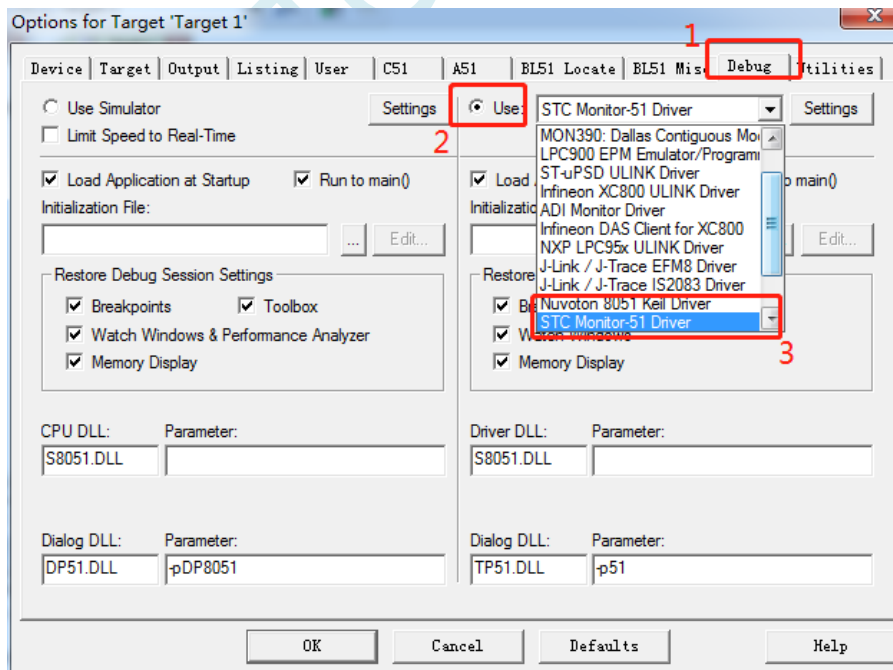 Options for Target 'Target 1'
1
Device Target Output Listing User C51 A51 BL51 Locate BL51 Misc Debug Utilities
Use Simulator Settings Use: STC Monitor-51 Driver Settings
2
Limit Speed to Real-Time
MON390: Dallas Contiguous Mo
LPC900 EPM Emulator/Program
ST-uPSD ULINK Driver
Load Application at Startup Run to main() Load Infineon XC800 ULINK Driver o main()
Initialization File: Initializatio ADI Monitor Driver
Infineon DAS Client for XC800
... Edit... NXP LPC95x ULINK Driver Edit...
J-Link / J-Trace EFM8 Driver
Restore Debug Session Settings Restore J-Link / J-Trace IS2083 Driver
Breakpoints Toolbox Nuvoton 8051 Keil Driver
STC Monitor-51 Driver
Watch Windows & Performance Analyzer Watch Windows
3
Memory Display Memory Display
CPU DLL: Parameter: Driver DLL: Parameter:
S8051.DLL S8051.DLL
Dialog DLL: Parameter: Dialog DLL: Parameter:
DP51.DLL -pDP8051 TP51.DLL -p51
OK Cancel Defaults Help